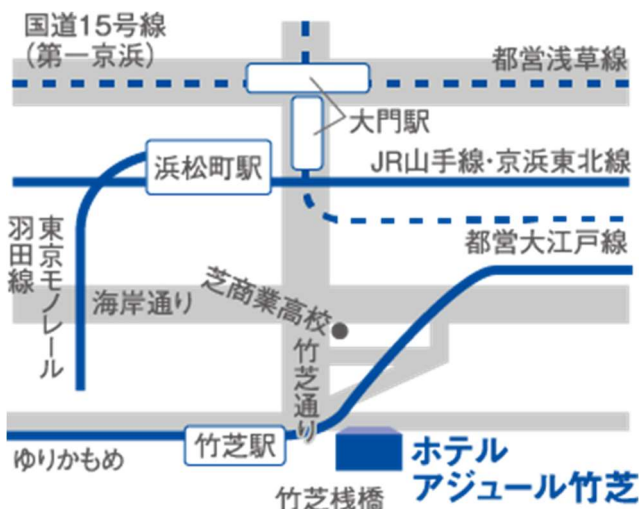 国道15号線
(第一京浜)
都営浅草線
大門駅
浜松町駅
JR山手線・京浜東北線
都営大江戸線
東京モノレール
羽田線
海岸通り
芝商業高校
竹芝通り
竹芝駅
ゆりかもめ
ホテル
アジュール竹芝
竹芝桟橋